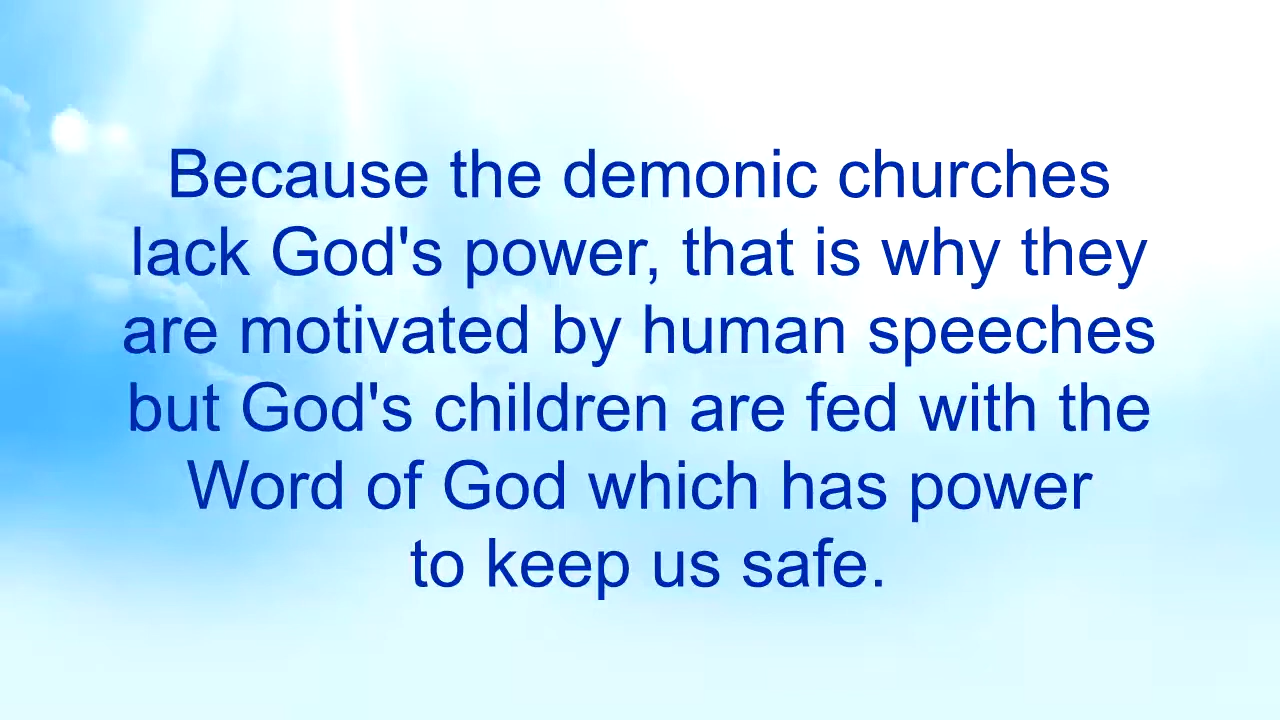 Because the demonic churches
lack God's power, that is why they
are motivated by human speeches
but God's children are fed with the
Word of God which has power
to keep us safe.